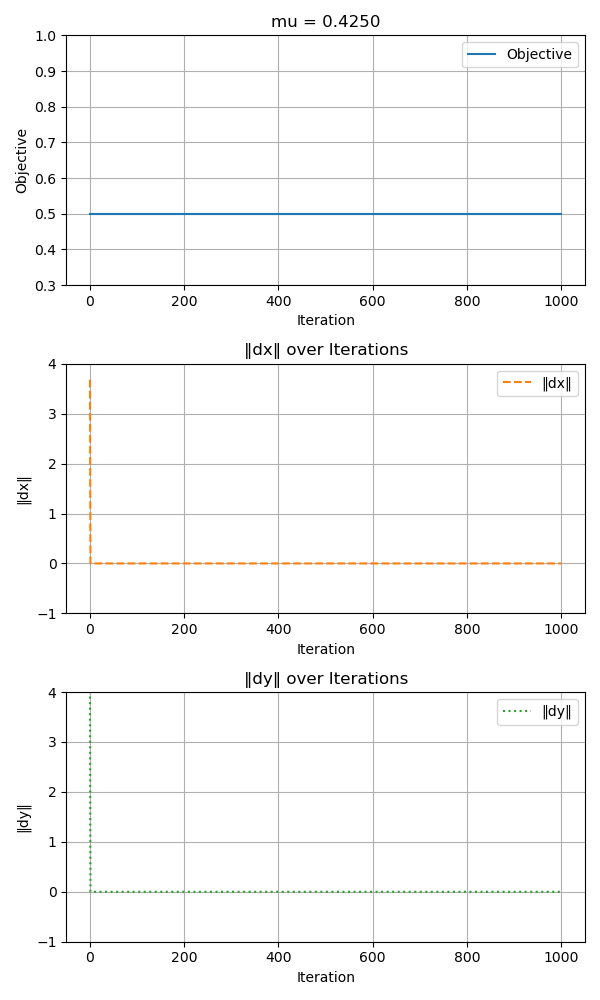 mu = 0.4250
1.0
0.9
0.8
0.7
0.6
0.5
0.4
0.3
Objective
Objective
0 200 400 600 800 1000
Iteration
‖dx‖ over Iterations
4
3
2
1
0
−1
‖dx‖
‖dx‖
0 200 400 600 800 1000
Iteration
‖dy‖ over Iterations
4
3
2
1
0
−1
‖dy‖
‖dy‖
0 200 400 600 800 1000
Iteration